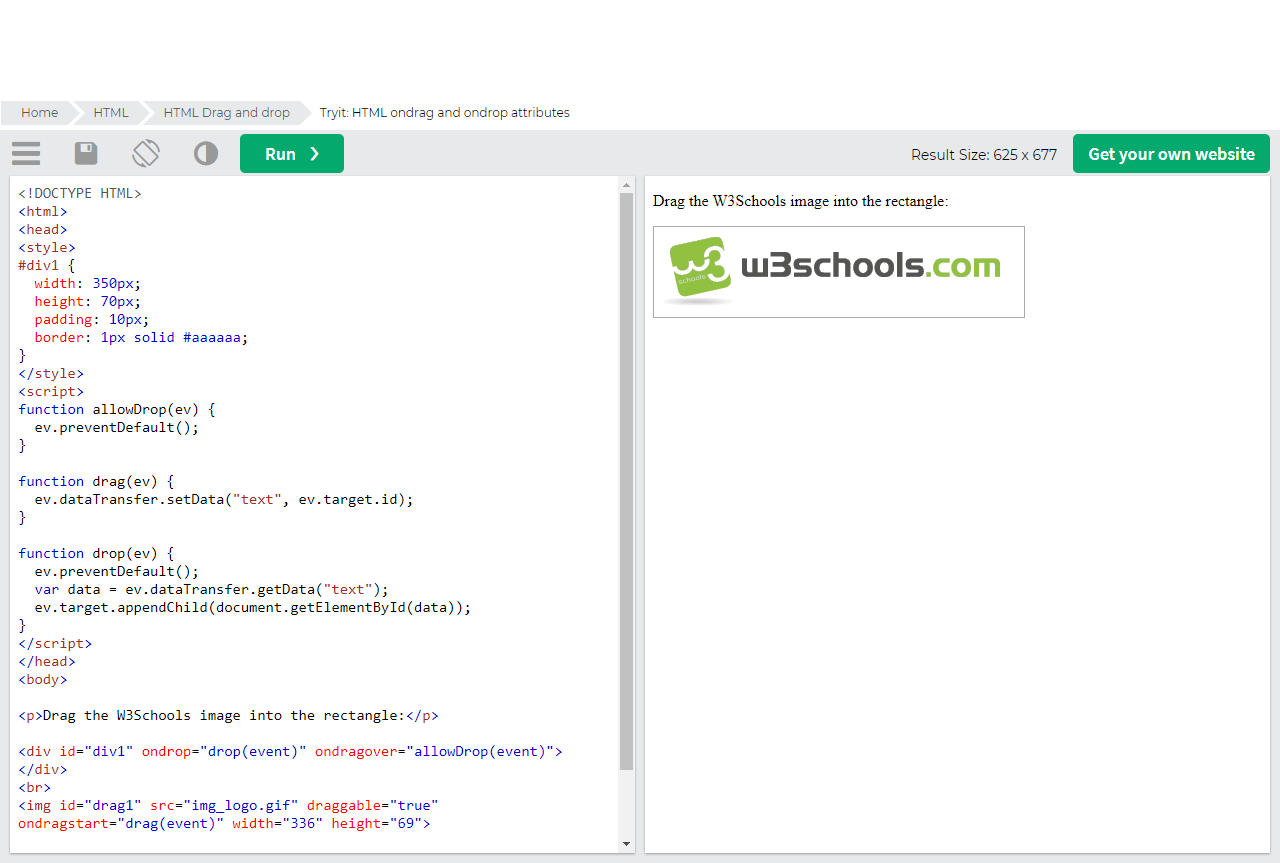 Home HTML HTML Drag and drop Tryit: HTML ondrag and ondrop attributes
Run ❯ Result Size: 625 x 677 Get your own website
<!DOCTYPE HTML>
<html>
<head>
<style>
#div1 {
  width: 350px;
  height: 70px;
  padding: 10px;
  border: 1px solid #aaaaaa;
}
</style>
<script>
function allowDrop(ev) {
  ev.preventDefault();
}

function drag(ev) {
  ev.dataTransfer.setData("text", ev.target.id);
}

function drop(ev) {
  ev.preventDefault();
  var data = ev.dataTransfer.getData("text");
  ev.target.appendChild(document.getElementById(data));
}
</script>
</head>
<body>

<p>Drag the W3Schools image into the rectangle:</p>

<div id="div1" ondrop="drop(event)" ondragover="allowDrop(event)">
</div>
<br>
<img id="drag1" src="img_logo.gif" draggable="true"
ondragstart="drag(event)" width="336" height="69">
Drag the W3Schools image into the rectangle:
w3 schools
w3schools.com